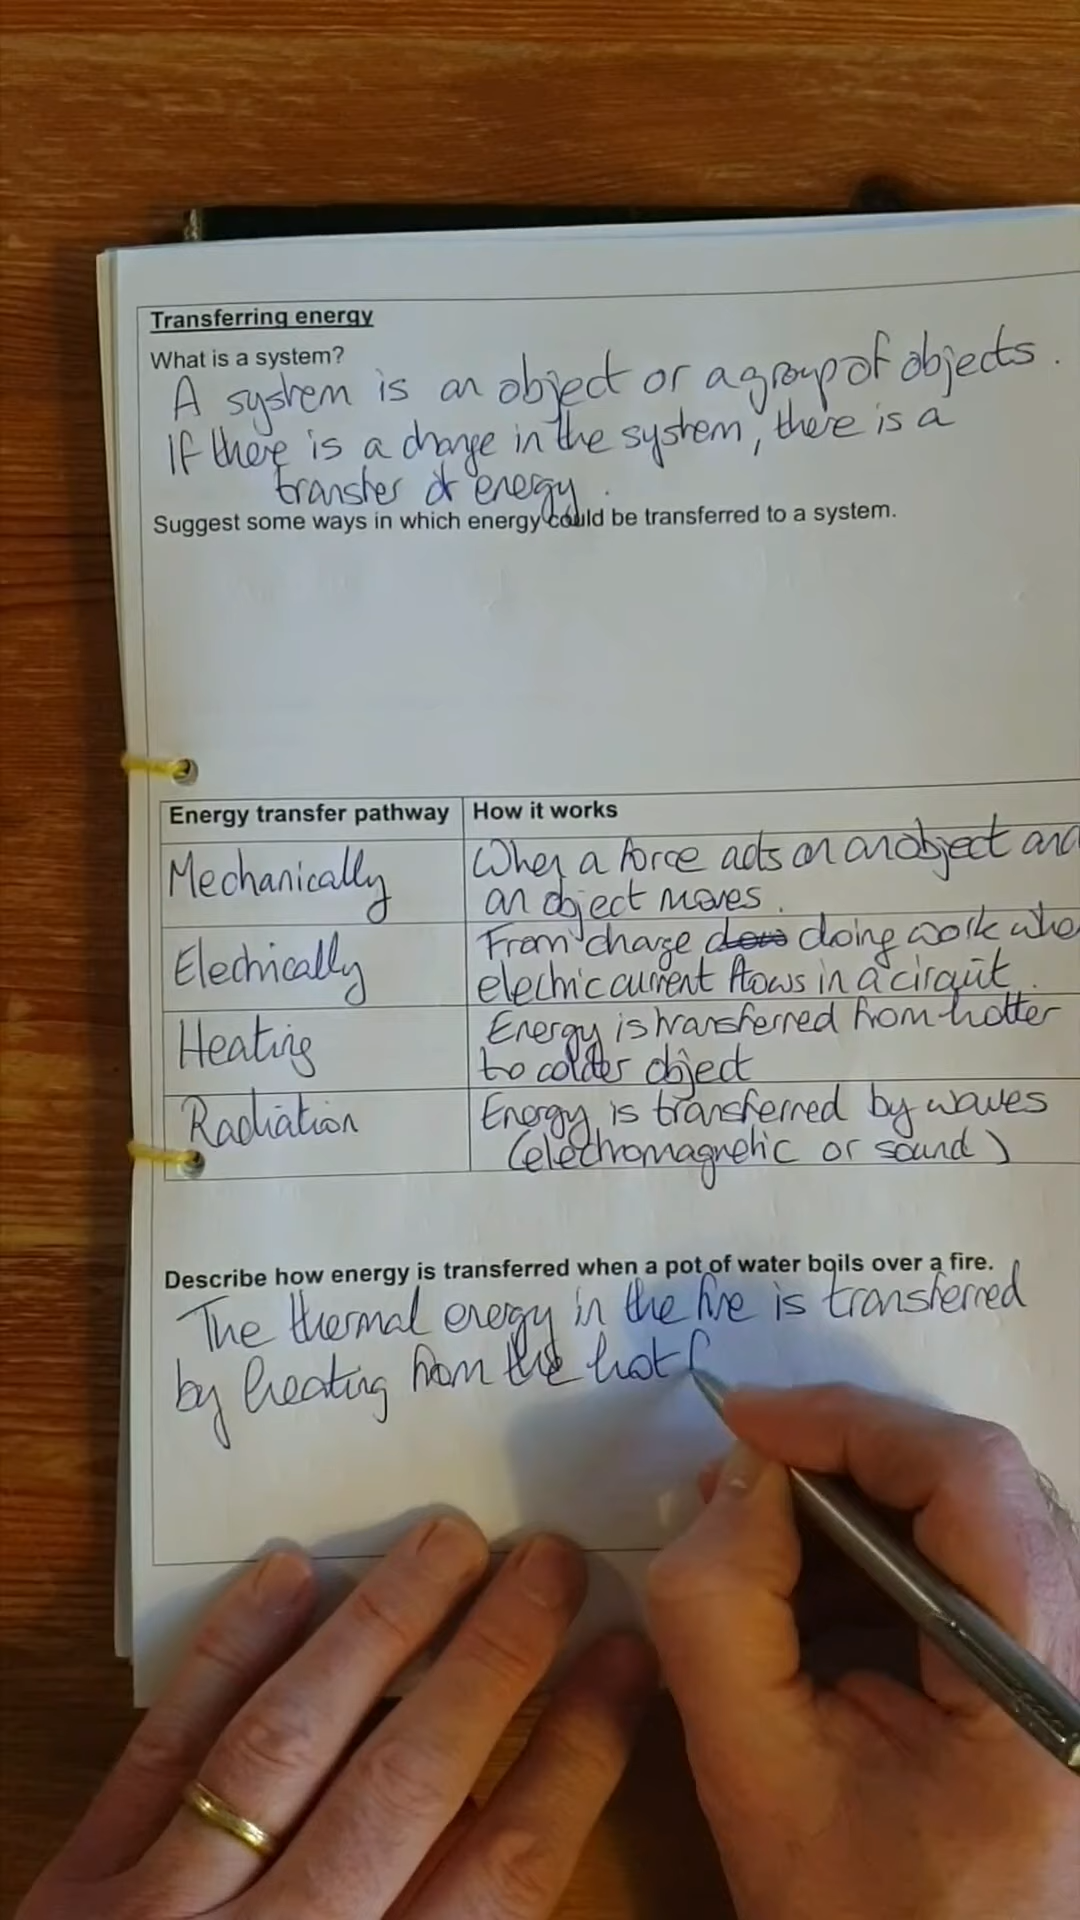 Transferring energy
What is a system?
A system is an object or a group of objects.
If there is a change in the system, there is a
transfer of energy.
Suggest some ways in which energy could be transferred to a system.
Energy transfer pathway How it works
Mechanically When a force acts on an object and
an object moves.
Electrically From charge doing work whe
electric current flows in a circuit.
Heating Energy is transferred from hotter
to colder object
Radiation Energy is transferred by waves
(electromagnetic or sound)
Describe how energy is transferred when a pot of water boils over a fire.
The thermal energy in the fire is transferred
by heating from the hot f